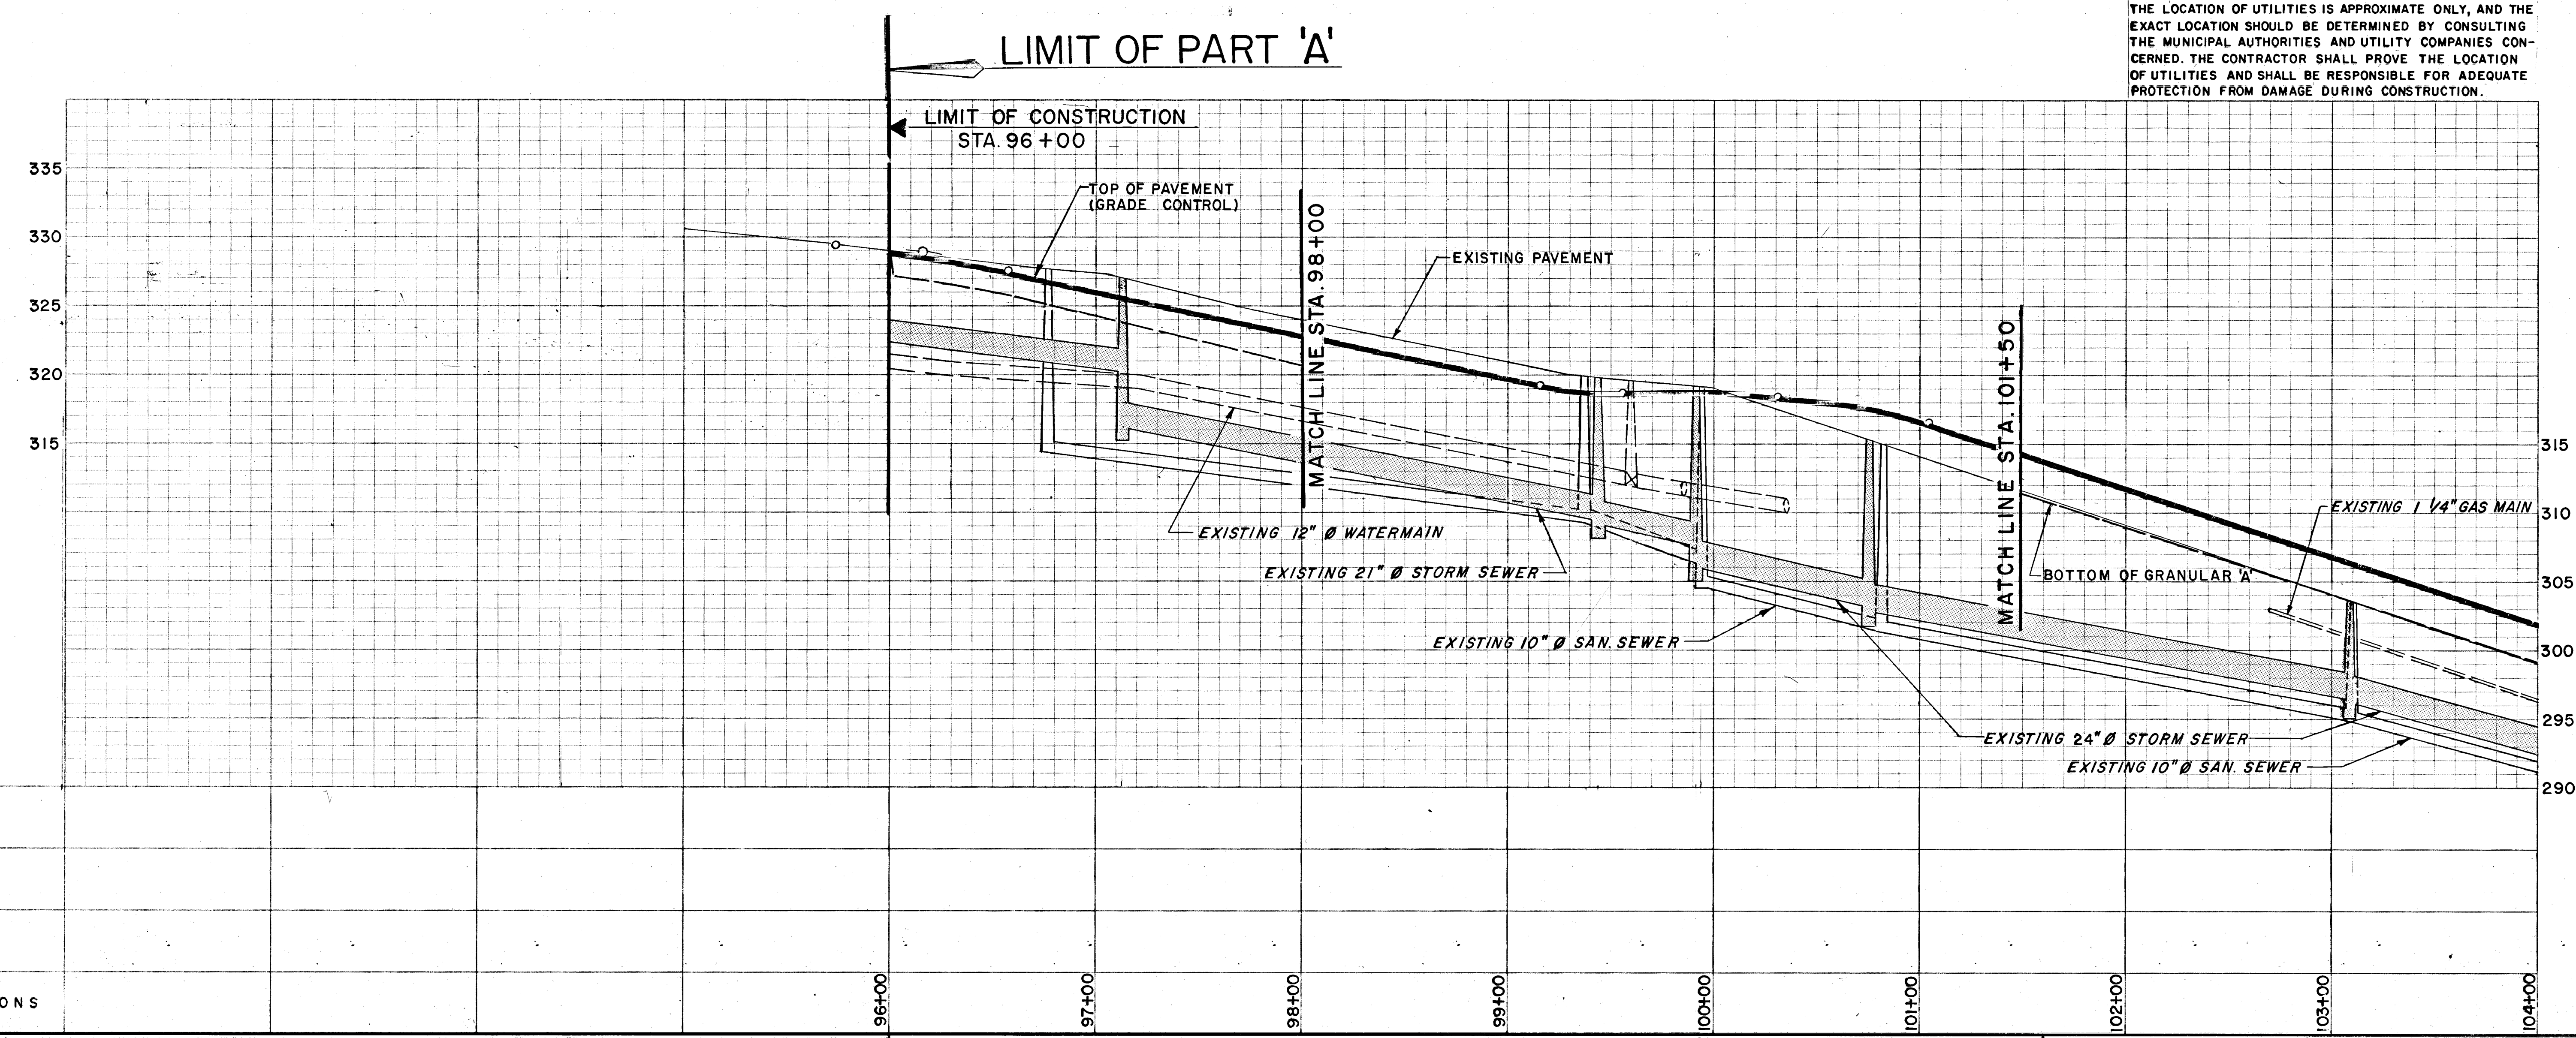 THE LOCATION OF UTILITIES IS APPROXIMATE ONLY, AND THE
EXACT LOCATION SHOULD BE DETERMINED BY CONSULTING
THE MUNICIPAL AUTHORITIES AND UTILITY COMPANIES CON-
CERNED. THE CONTRACTOR SHALL PROVE THE LOCATION
OF UTILITIES AND SHALL BE RESPONSIBLE FOR ADEQUATE
PROTECTION FROM DAMAGE DURING CONSTRUCTION.
LIMIT OF PART 'A'
LIMIT OF CONSTRUCTION
STA. 96+00
335
330
325
320
315
TOP OF PAVEMENT
(GRADE CONTROL)
MATCH LINE STA. 98+00
EXISTING PAVEMENT
MATCH LINE STA. 101+50
EXISTING 12" Ø WATERMAIN
EXISTING 21" Ø STORM SEWER
EXISTING 10" Ø SAN. SEWER
BOTTOM OF GRANULAR 'A'
EXISTING 1 1/4" GAS MAIN
EXISTING 24" Ø STORM SEWER
EXISTING 10" Ø SAN. SEWER
315
310
305
300
295
290
ONS
96+00
97+00
98+00
99+00
100+00
101+00
102+00
103+00
104+00